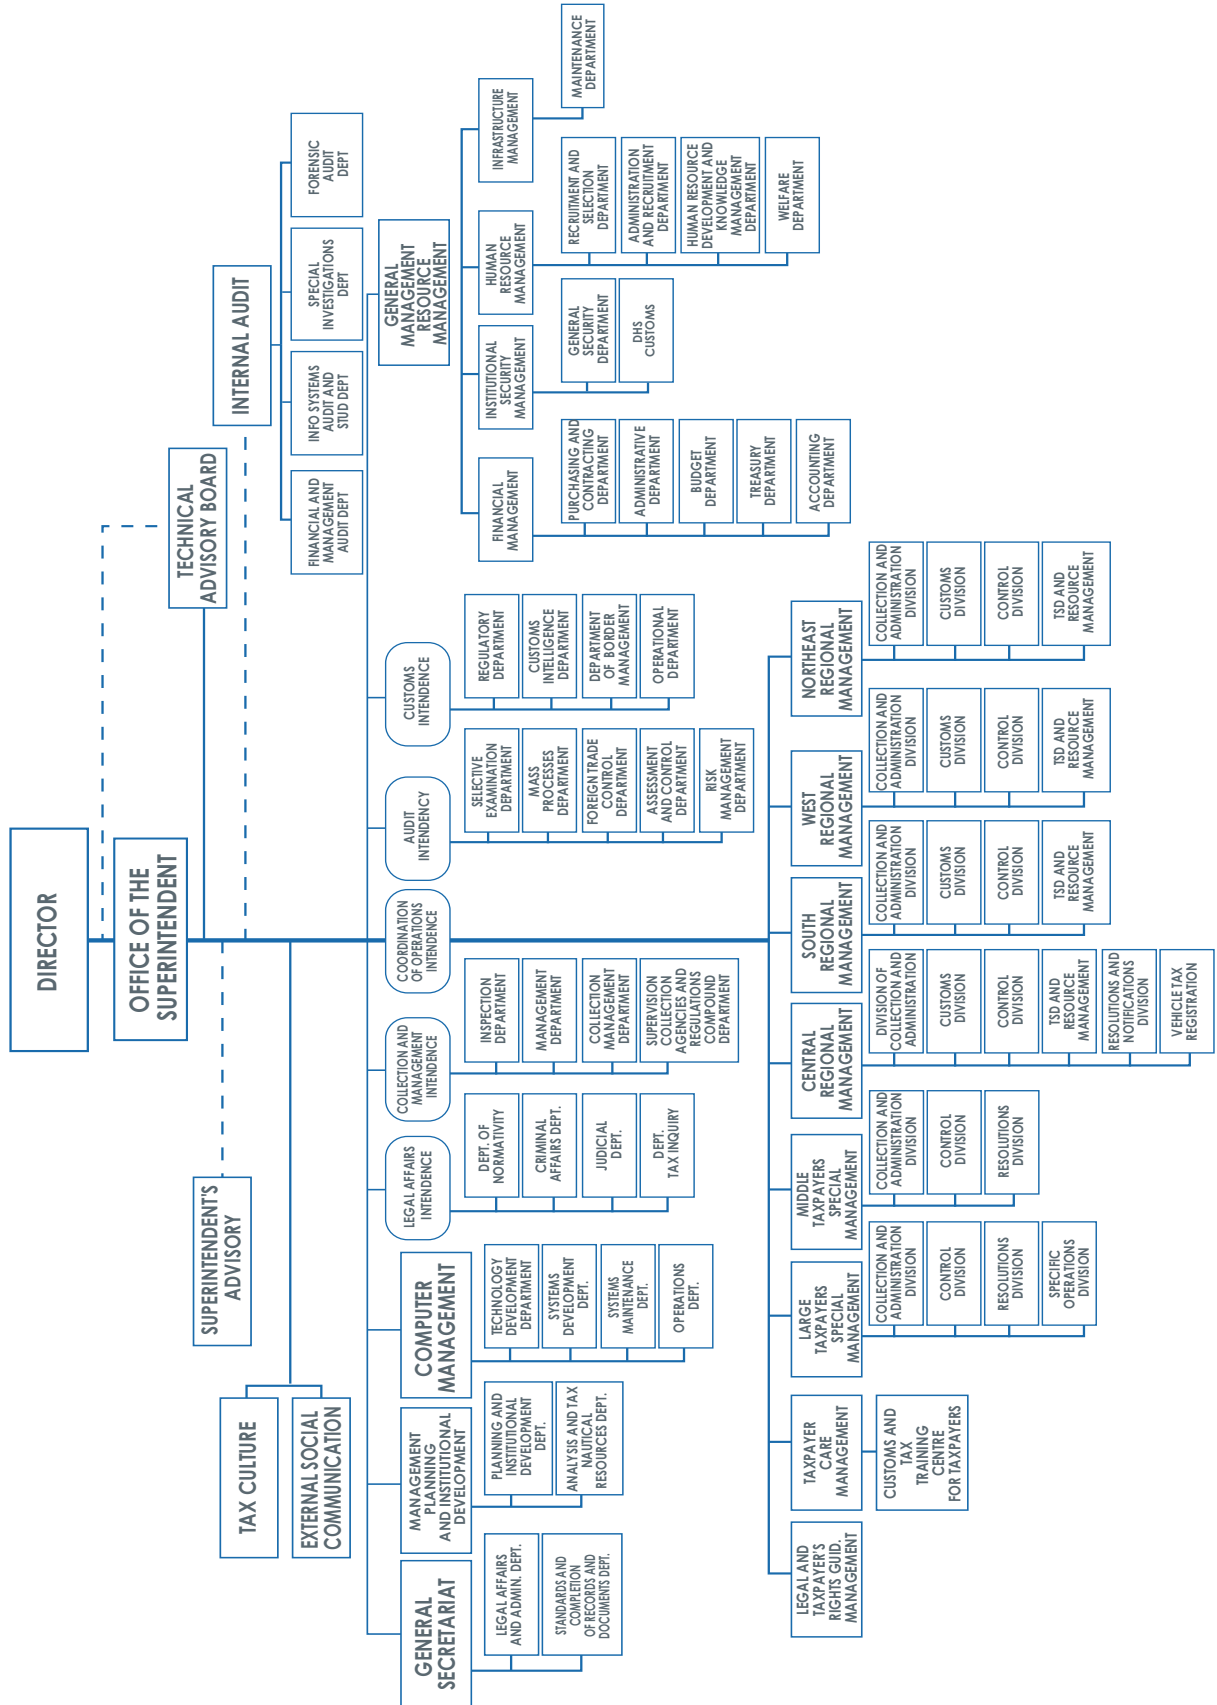 DIRECTOR
OFFICE OF THE
SUPERINTENDENT
TECHNICAL
ADVISORY BOARD
SUPERINTENDENT'S
ADVISORY
INTERNAL AUDIT
FINANCIAL AND
MANAGEMENT
AUDIT DEPT
INFO SYSTEMS
AUDIT AND
STUD DEPT
SPECIAL
INVESTIGATIONS
DEPT
FORENSIC
AUDIT
DEPT
TAX CULTURE
EXTERNAL SOCIAL
COMMUNICATION
GENERAL
SECRETARIAT
LEGAL AFFAIRS
AND ADMIN. DEPT.
STANDARDS AND
COMPLETION
OF RECORDS AND
DOCUMENTS DEPT.
MANAGEMENT
PLANNING
AND INSTITUTIONAL
DEVELOPMENT
PLANNING AND
INSTITUTIONAL
DEVELOPMENT
DEPT.
ANALYSIS AND TAX
NAUTICAL
RESOURCES DEPT.
COMPUTER
MANAGEMENT
TECHNOLOGY
DEVELOPMENT
DEPARTMENT
SYSTEMS
DEVELOPMENT
DEPT.
SYSTEMS
MAINTENANCE
DEPT.
OPERATIONS
DEPT.
LEGAL AFFAIRS
INTENDENCE
DEPT. OF
NORMATIVITY
CRIMINAL
AFFAIRS DEPT.
JUDICIAL
DEPT.
DEPT.
TAX INQUIRY
COLLECTION AND
MANAGEMENT
INTENDENCE
INSPECTION
DEPARTMENT
MANAGEMENT
DEPARTMENT
COLLECTION
MANAGEMENT
DEPARTMENT
SUPERVISION
COLLECTION
AGENCIES AND
REGULATIONS
COMPOUND
DEPARTMENT
COORDINATION
OF OPERATIONS
INTENDENCE
AUDIT
INTENDENCY
SELECTIVE
EXAMINATION
DEPARTMENT
MASS
PROCESSES
DEPARTMENT
FOREIGN TRADE
CONTROL
DEPARTMENT
ASSESSMENT
AND CONTROL
DEPARTMENT
RISK
MANAGEMENT
DEPARTMENT
CUSTOMS
INTENDENCE
REGULATORY
DEPARTMENT
CUSTOMS
INTELLIGENCE
DEPARTMENT
DEPARTMENT
OF BORDER
MANAGEMENT
OPERATIONAL
DEPARTMENT
GENERAL
MANAGEMENT
RESOURCE
MANAGEMENT
FINANCIAL
MANAGEMENT
PURCHASING AND
CONTRACTING
DEPARTMENT
ADMINISTRATIVE
DEPARTMENT
BUDGET
DEPARTMENT
TREASURY
DEPARTMENT
ACCOUNTING
DEPARTMENT
INSTITUTIONAL
SECURITY
MANAGEMENT
GENERAL
SECURITY
DEPARTMENT
DHS
CUSTOMS
HUMAN
RESOURCE
MANAGEMENT
RECRUITMENT AND
SELECTION
DEPARTMENT
ADMINISTRATION
AND RECRUITMENT
DEPARTMENT
HUMAN RESOURCE
DEVELOPMENT AND
KNOWLEDGE
MANAGEMENT
DEPARTMENT
WELFARE
DEPARTMENT
INFRASTRUCTURE
MANAGEMENT
MAINTENANCE
DEPARTMENT
LEGAL AND
TAXPAYER'S
RIGHTS GUID.
MANAGEMENT
TAXPAYER
CARE
MANAGEMENT
CUSTOMS AND
TAX
TRAINING
CENTRE
FOR TAXPAYERS
LARGE
TAXPAYERS
SPECIAL
MANAGEMENT
COLLECTION AND
ADMINISTRATION
DIVISION
CONTROL
DIVISION
RESOLUTIONS
DIVISION
SPECIFIC
OPERATIONS
DIVISION
MIDDLE
TAXPAYERS
SPECIAL
MANAGEMENT
COLLECTION AND
ADMINISTRATION
DIVISION
CONTROL
DIVISION
RESOLUTIONS
DIVISION
CENTRAL
REGIONAL
MANAGEMENT
DIVISION OF
COLLECTION AND
ADMINISTRATION
CUSTOMS
DIVISION
CONTROL
DIVISION
TSD AND
RESOURCE
MANAGEMENT
RESOLUTIONS AND
NOTIFICATIONS
DIVISION
VEHICLE TAX
REGISTRATION
SOUTH
REGIONAL
MANAGEMENT
COLLECTION AND
ADMINISTRATION
DIVISION
CUSTOMS
DIVISION
CONTROL
DIVISION
TSD AND
RESOURCE
MANAGEMENT
WEST
REGIONAL
MANAGEMENT
COLLECTION AND
ADMINISTRATION
DIVISION
CUSTOMS
DIVISION
CONTROL
DIVISION
TSD AND
RESOURCE
MANAGEMENT
NORTHEAST
REGIONAL
MANAGEMENT
COLLECTION AND
ADMINISTRATION
DIVISION
CUSTOMS
DIVISION
CONTROL
DIVISION
TSD AND
RESOURCE
MANAGEMENT